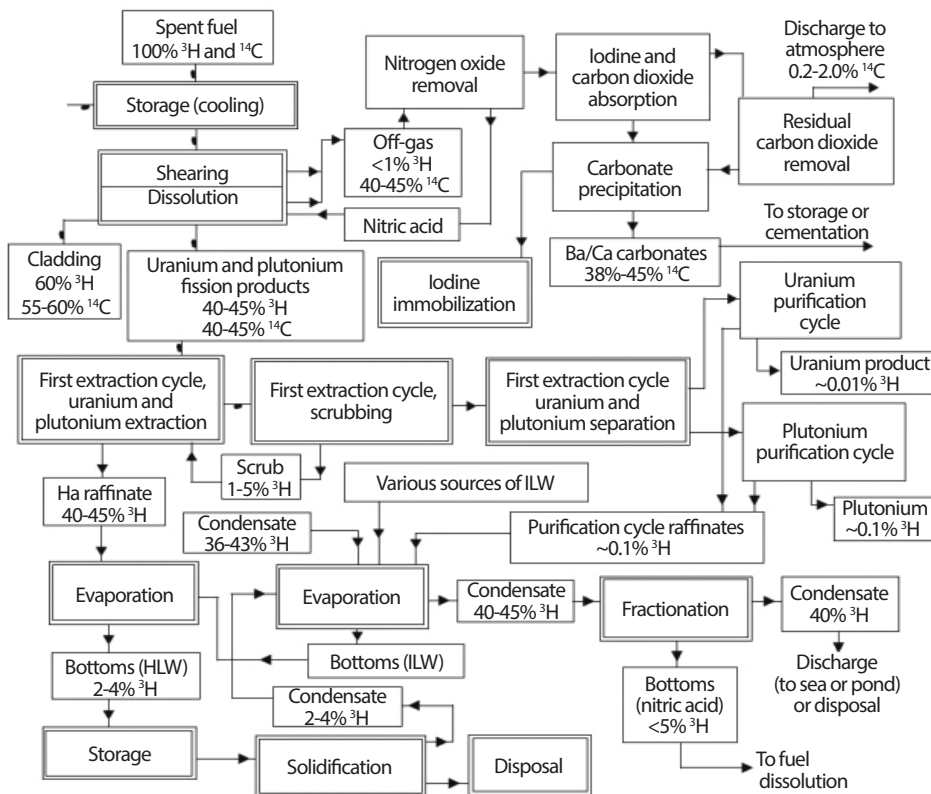 Spent fuel
100% ³H and ¹⁴C
Storage (cooling)
Shearing
Dissolution
Cladding
60% ³H
55-60% ¹⁴C
Uranium and plutonium
fission products
40-45% ³H
40-45% ¹⁴C
Off-gas
<1% ³H
40-45% ¹⁴C
Nitric acid
Nitrogen oxide
removal
Iodine and
carbon dioxide
absorption
Discharge to
atmosphere
0.2-2.0% ¹⁴C
Residual
carbon dioxide
removal
Carbonate
precipitation
Iodine
immobilization
Ba/Ca carbonates
38%-45% ¹⁴C
To storage or
cementation
First extraction cycle,
uranium and
plutonium extraction
First extraction cycle,
scrubbing
First extraction cycle
uranium and
plutonium separation
Uranium
purification
cycle
Uranium product
~0.01% ³H
Plutonium
purification cycle
Plutonium
~0.1% ³H
Scrub
1-5% ³H
Ha raffinate
40-45% ³H
Various sources of ILW
Condensate
36-43% ³H
Purification cycle raffinates
~0.1% ³H
Evaporation
Evaporation
Condensate
40-45% ³H
Fractionation
Condensate
40% ³H
Discharge
(to sea or pond)
or disposal
Bottoms (HLW)
2-4% ³H
Bottoms (ILW)
Condensate
2-4% ³H
Bottoms
(nitric acid)
<5% ³H
To fuel
dissolution
Storage
Solidification
Disposal